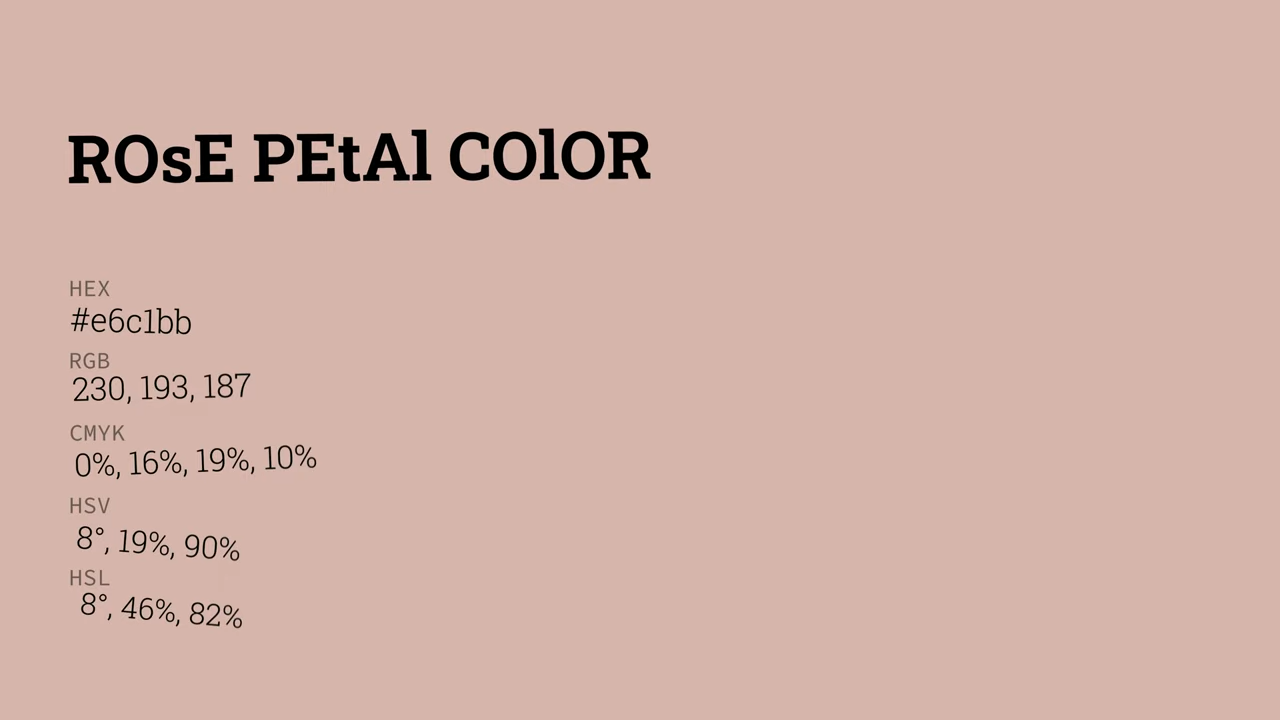 ROsE PEtAl COlOR
HEX
#e6c1bb
RGB
230, 193, 187
CMYK
0%, 16%, 19%, 10%
HSV
8°, 19%, 90%
HSL
8°, 46%, 82%